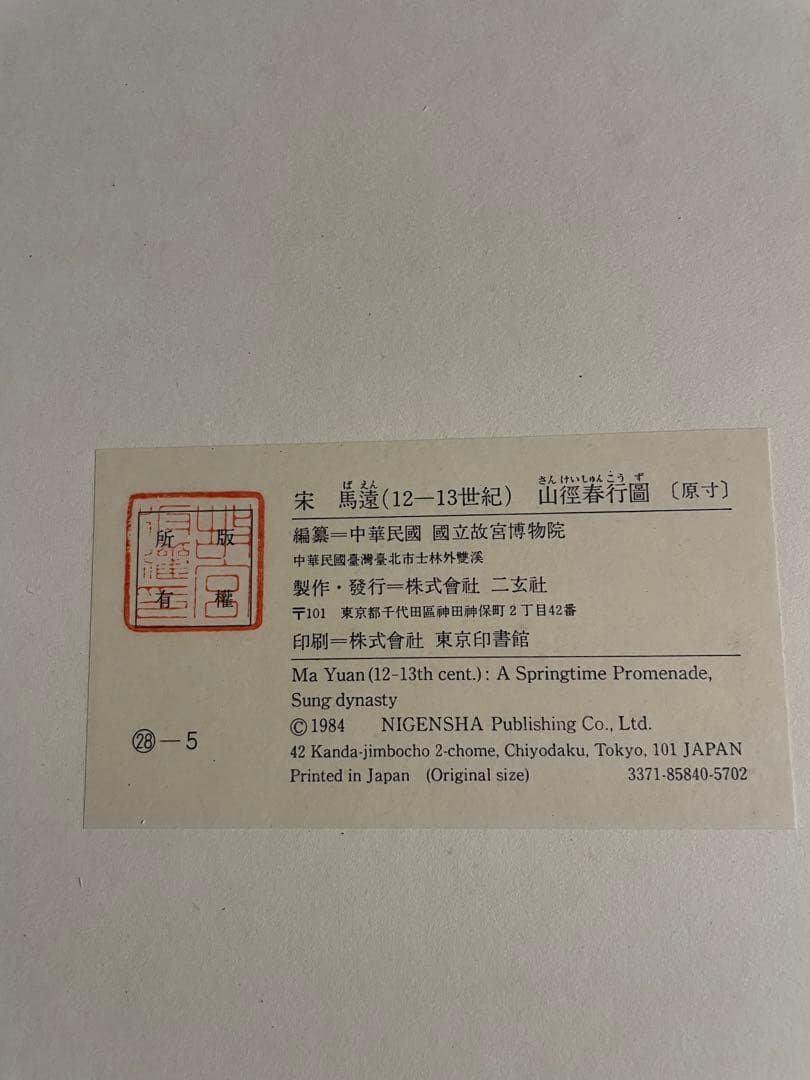 版權
所有
宋 馬遠(12—13世紀) 山徑春行圖 〔原寸〕
ば えん
さん けい しゅん こう ず
編纂＝中華民國 國立故宮博物院
中華民國臺灣臺北市士林外雙溪
製作・發行＝株式會社 二玄社
〒101 東京都千代田區神田神保町2丁目42番
印刷＝株式會社 東京印書館
Ma Yuan (12-13th cent.): A Springtime Promenade,
Sung dynasty
©1984 NIGENSHA Publishing Co., Ltd.
42 Kanda-jimbocho 2-chome, Chiyodaku, Tokyo, 101 JAPAN
Printed in Japan (Original size) 3371-85840-5702
㉘—5